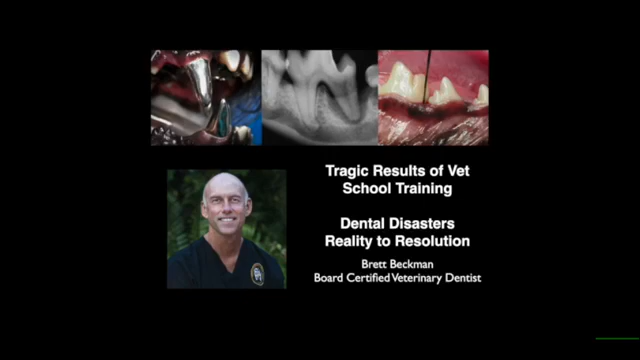 Tragic Results of Vet
School Training
Dental Disasters
Reality to Resolution
Brett Beckman
Board Certified Veterinary Dentist